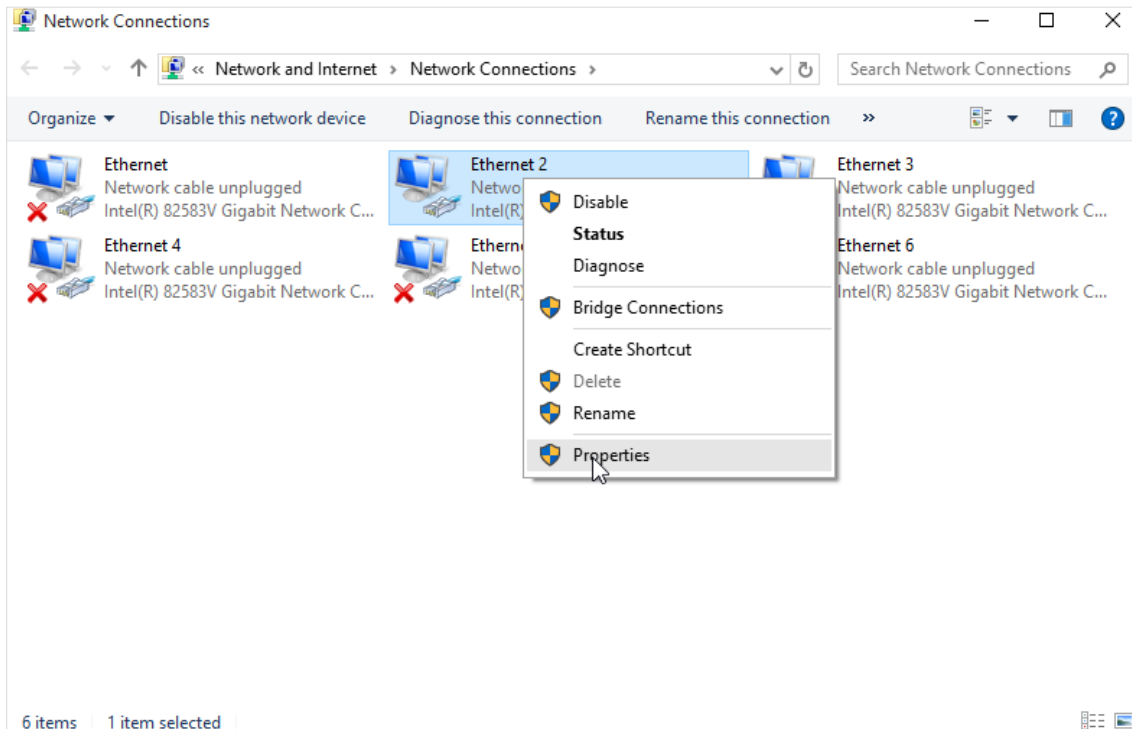 Network Connections
« Network and Internet > Network Connections >
Search Network Connections
Organize
Disable this network device
Diagnose this connection
Rename this connection
»
Ethernet
Network cable unplugged
Intel(R) 82583V Gigabit Network C...
Ethernet 2
Intel(R)
Ethernet 3
Network cable unplugged
Intel(R) 82583V Gigabit Network C...
Ethernet 4
Network cable unplugged
Intel(R) 82583V Gigabit Network C...
Intel(R)
Ethernet 6
Network cable unplugged
Intel(R) 82583V Gigabit Network C...
Disable
Status
Diagnose
Bridge Connections
Create Shortcut
Delete
Rename
Properties
6 items
1 item selected